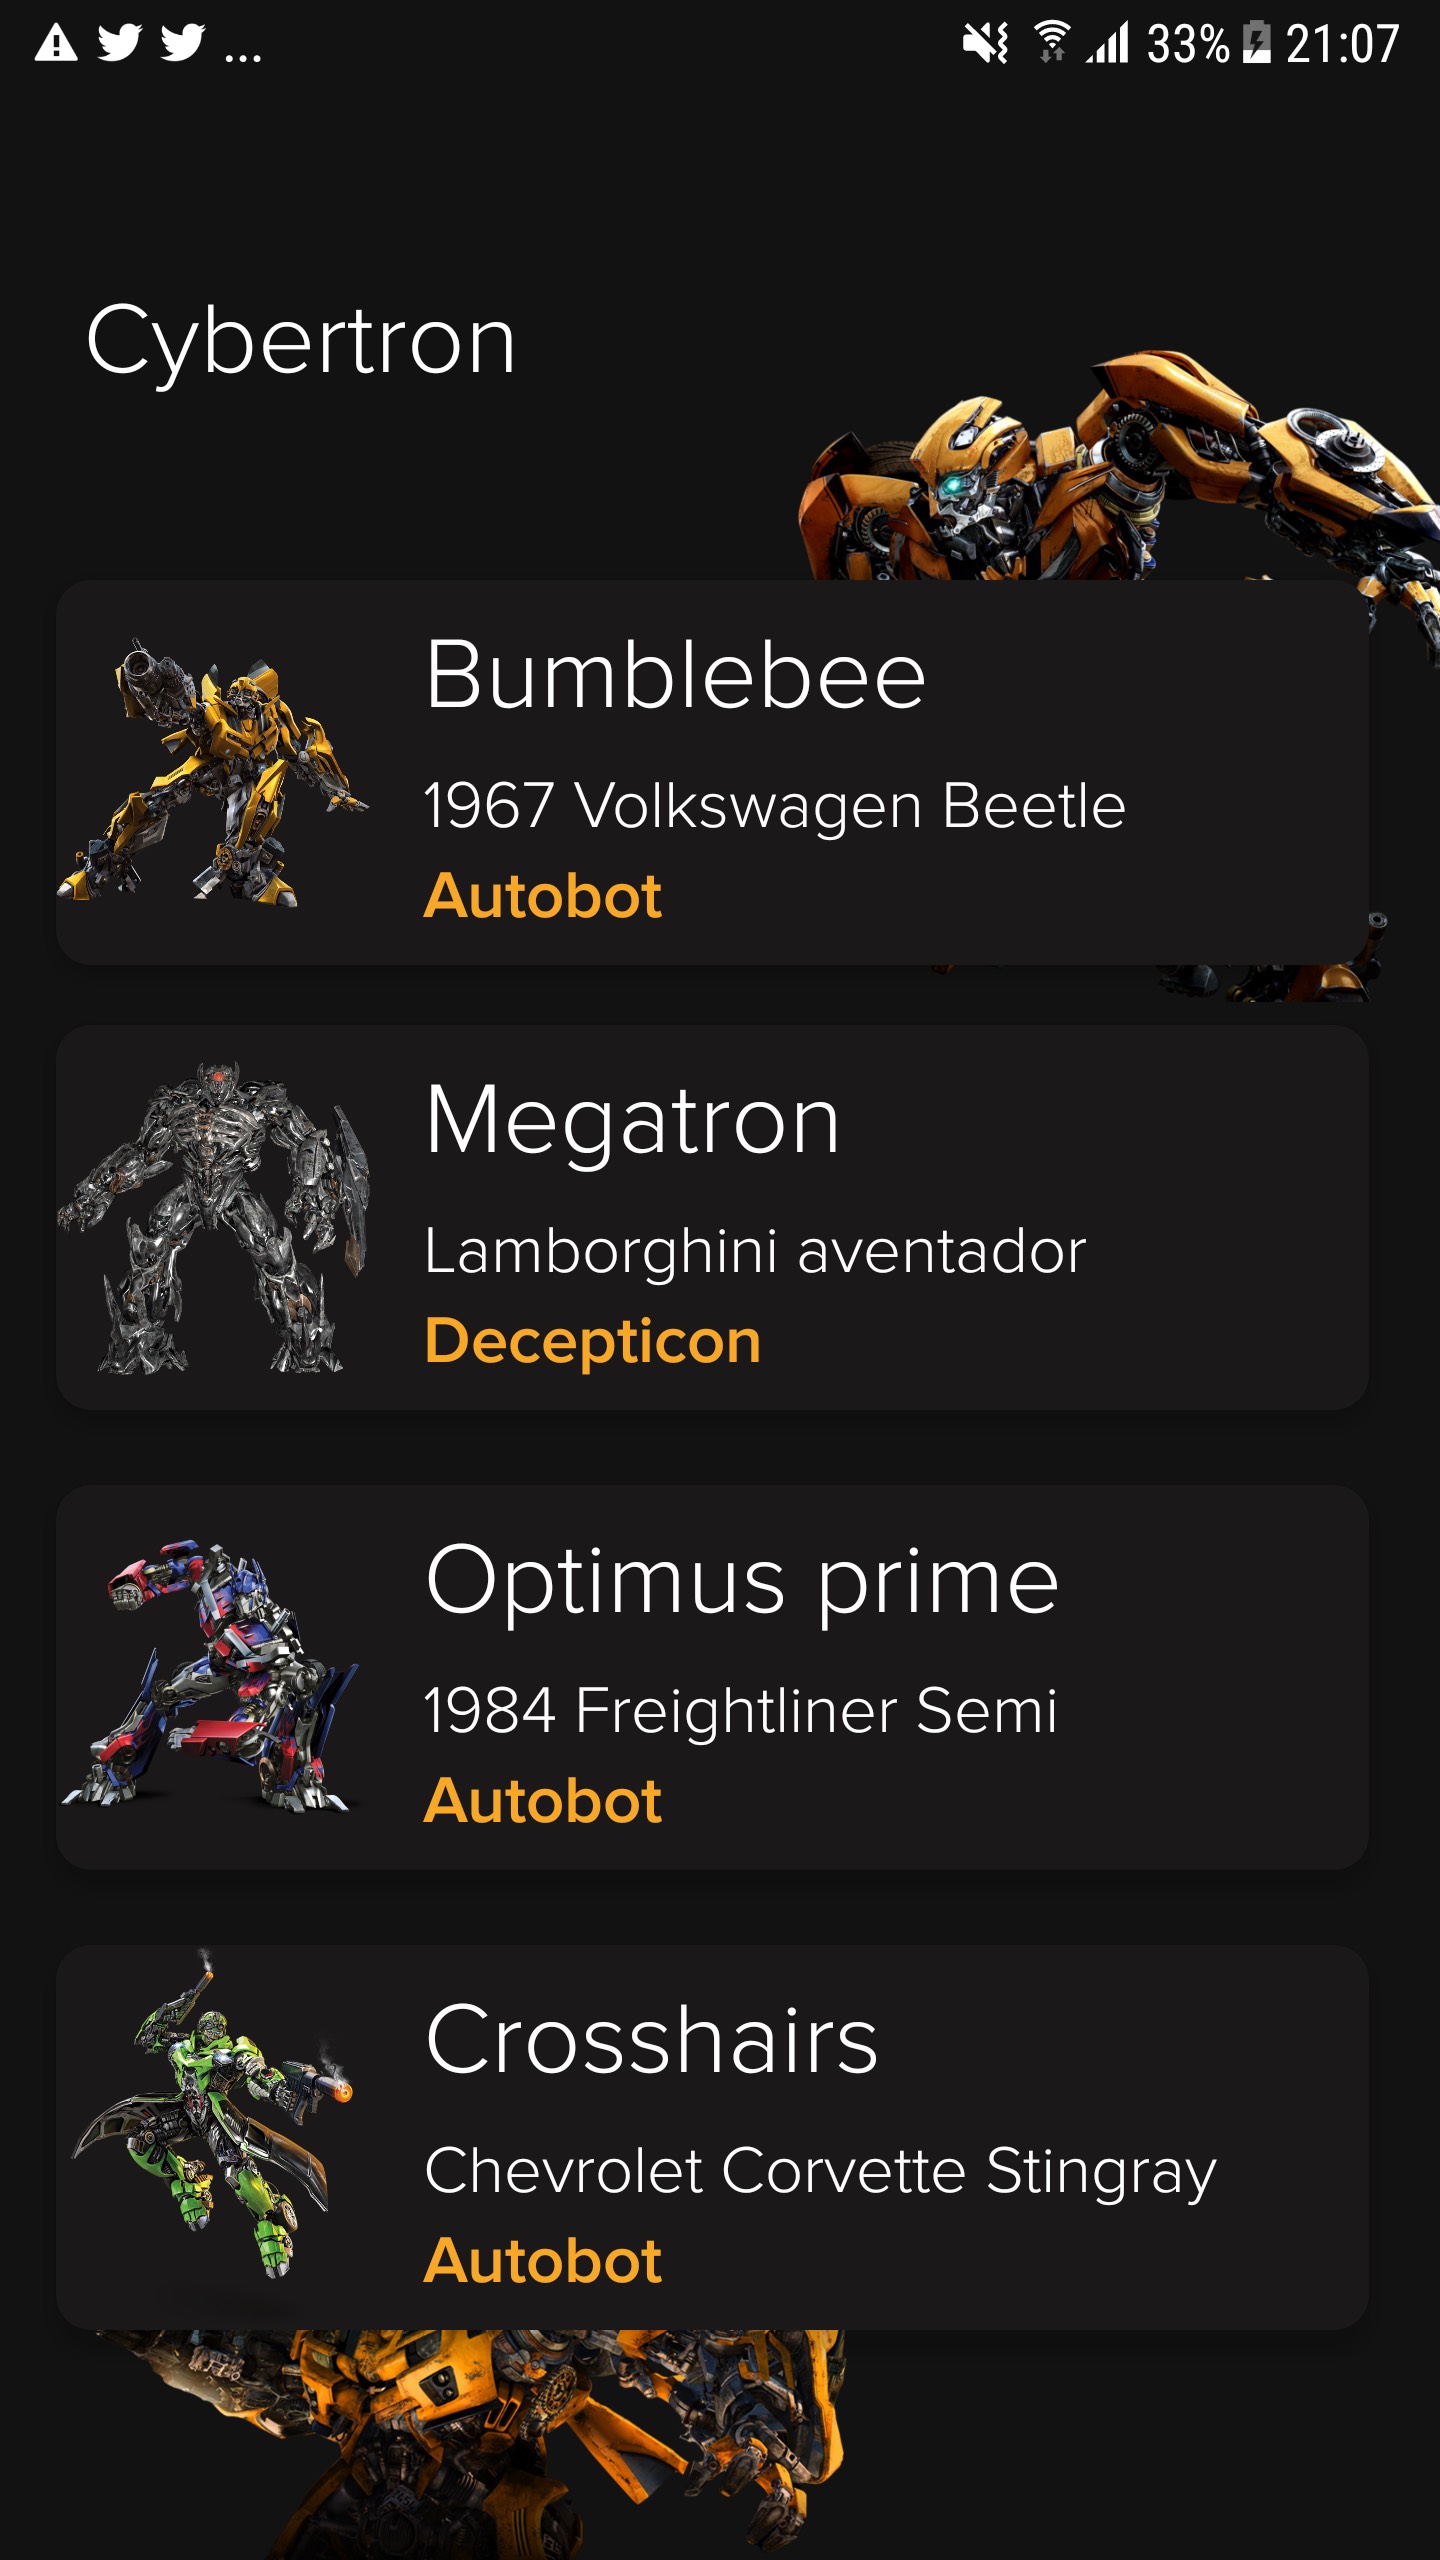 ... 33% 21:07
Cybertron
Bumblebee
1967 Volkswagen Beetle
Autobot
Megatron
Lamborghini aventador
Decepticon
Optimus prime
1984 Freightliner Semi
Autobot
Crosshairs
Chevrolet Corvette Stingray
Autobot